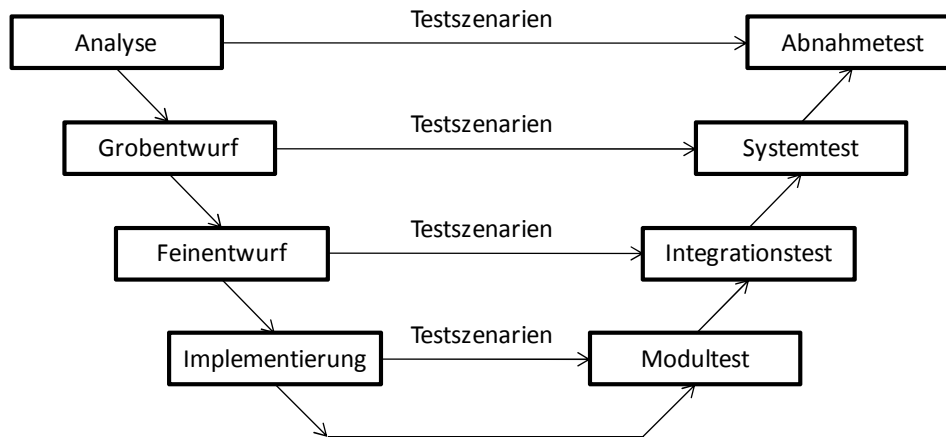 Testszenarien
Analyse
Abnahmetest
Testszenarien
Grobentwurf
Systemtest
Testszenarien
Feinentwurf
Integrationstest
Testszenarien
Implementierung
Modultest